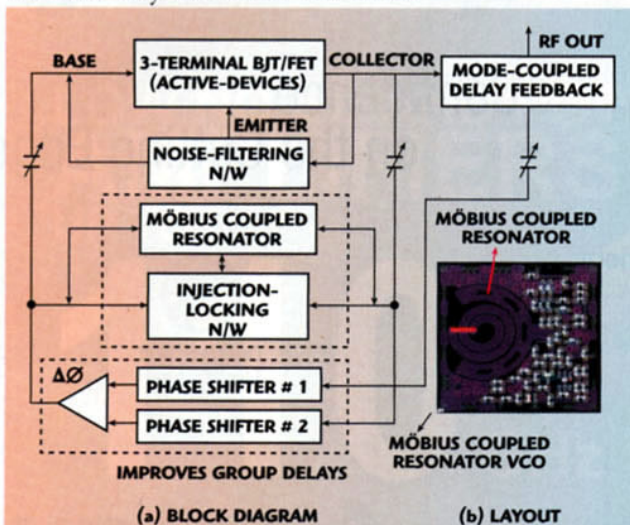 BASE
3-TERMINAL BJT/FET
(ACTIVE-DEVICES)
COLLECTOR
RF OUT
MODE-COUPLED
DELAY FEEDBACK
EMITTER
NOISE-FILTERING
N/W
MÖBIUS COUPLED
RESONATOR
MÖBIUS COUPLED
RESONATOR
INJECTION-
LOCKING
N/W
ΔØ
PHASE SHIFTER # 1
PHASE SHIFTER # 2
IMPROVES GROUP DELAYS
MÖBIUS COUPLED
RESONATOR VCO
(a) BLOCK DIAGRAM
(b) LAYOUT